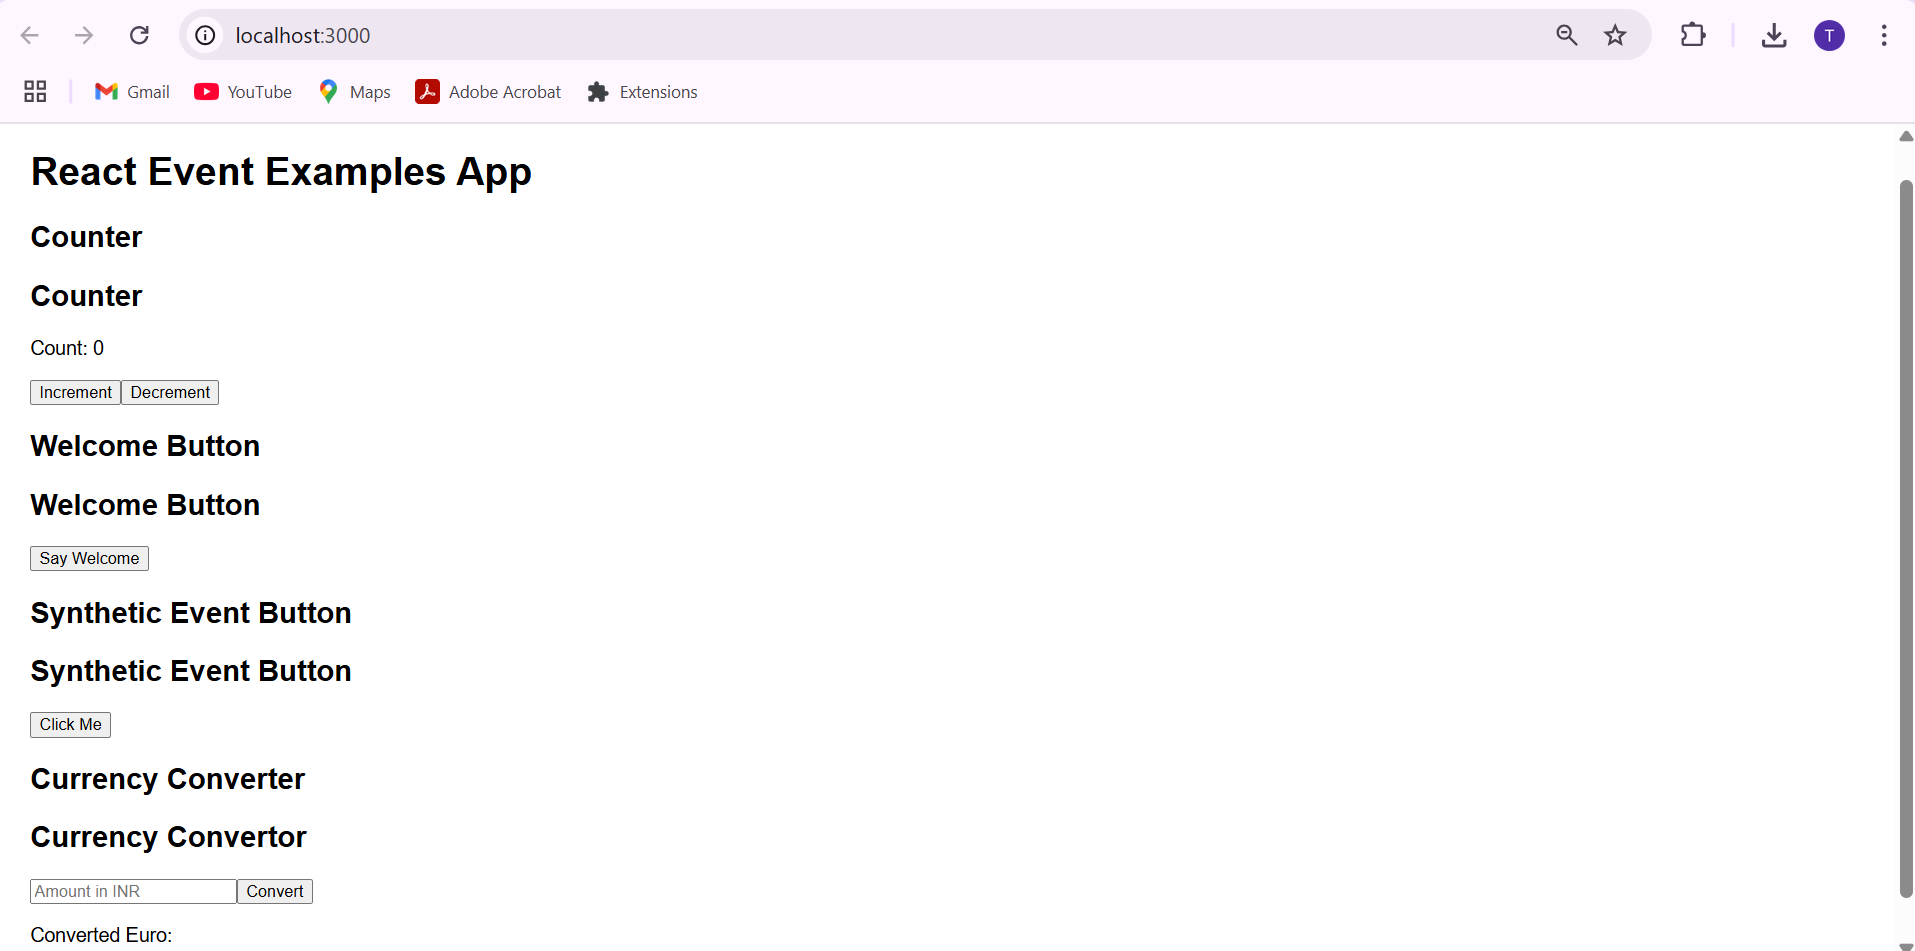 localhost:3000
T
Gmail YouTube Maps Adobe Acrobat Extensions
React Event Examples App
Counter
Counter
Count: 0
Increment Decrement
Welcome Button
Welcome Button
Say Welcome
Synthetic Event Button
Synthetic Event Button
Click Me
Currency Converter
Currency Convertor
Amount in INR Convert
Converted Euro: